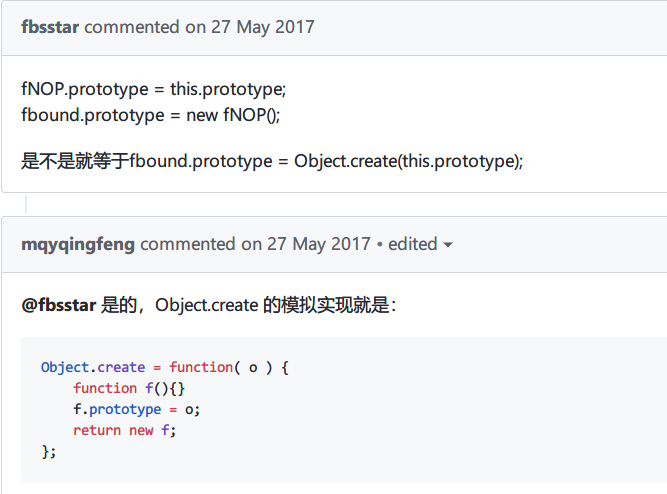 fbsstar commented on 27 May 2017
fNOP.prototype = this.prototype;
fbound.prototype = new fNOP();
是不是就等于fbound.prototype = Object.create(this.prototype);
mqyqingfeng commented on 27 May 2017 • edited
@fbsstar 是的，Object.create 的模拟实现就是：
Object.create = function( o ) {
    function f(){}
    f.prototype = o;
    return new f;
};